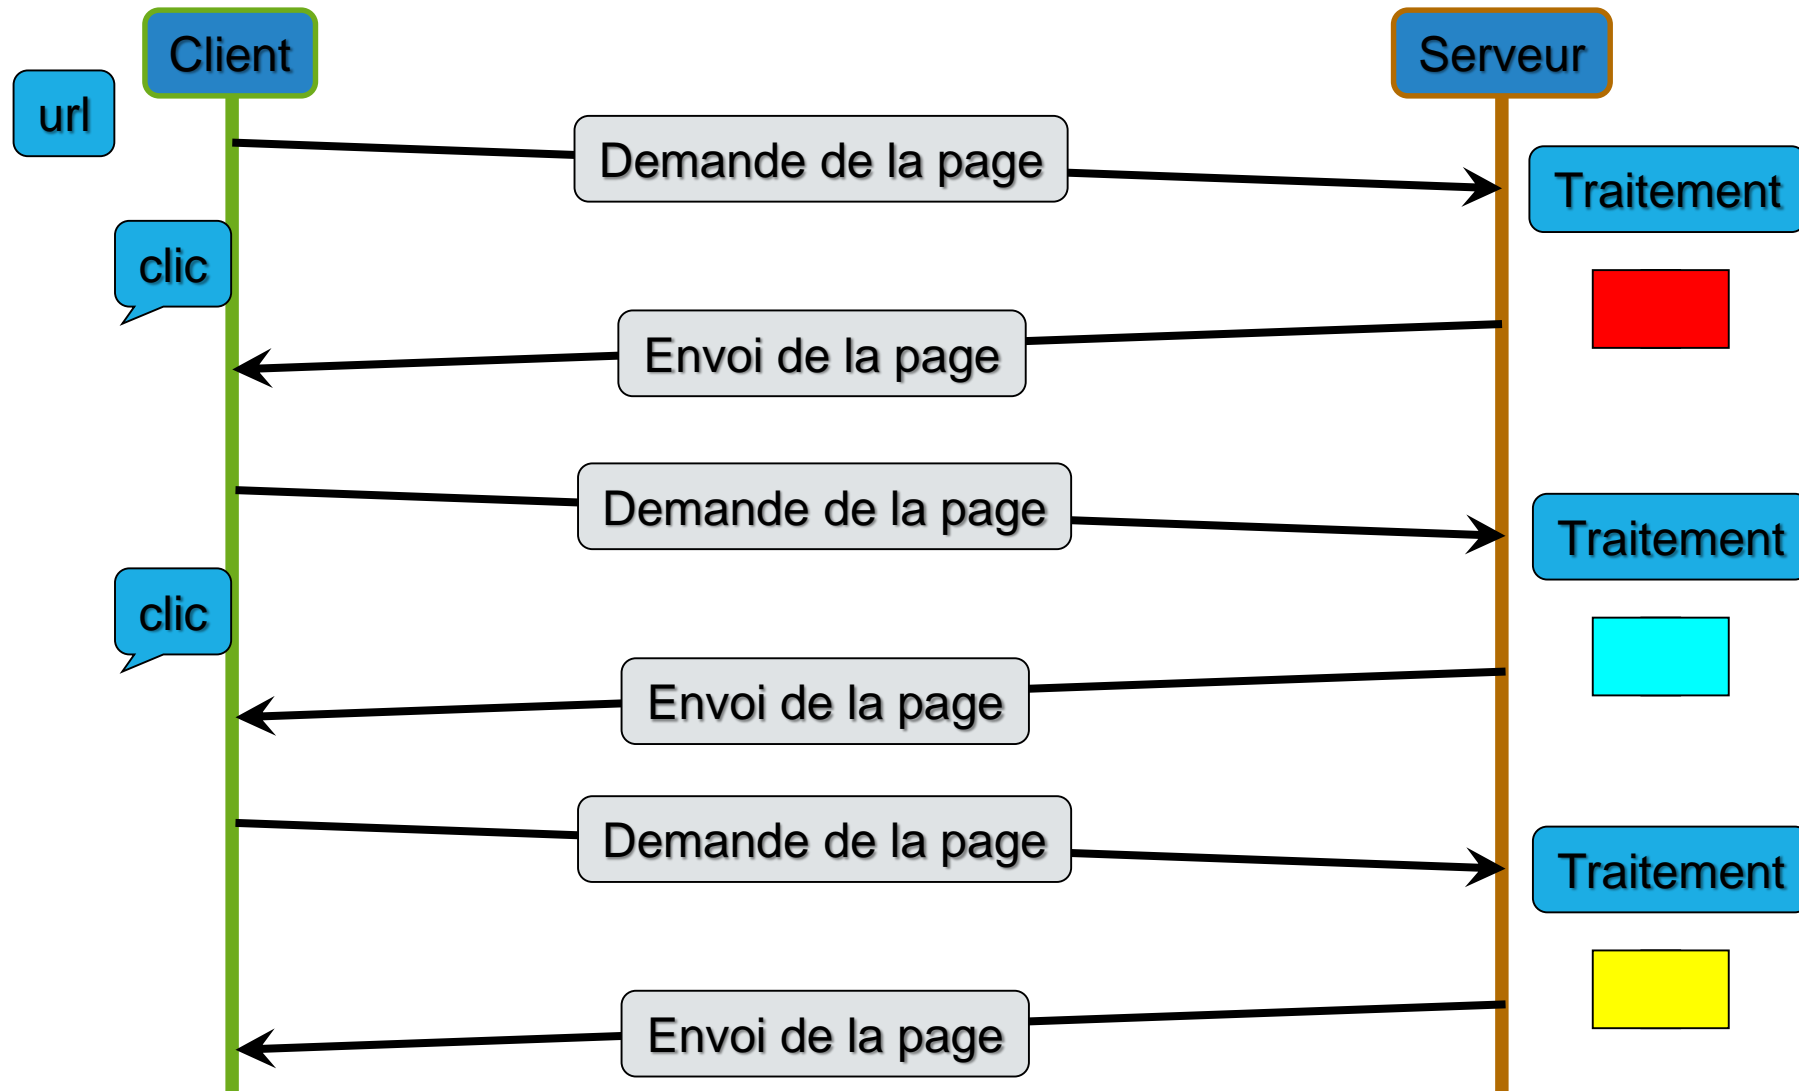 Client
Serveur
url
Demande de la page
Traitement
clic
Envoi de la page
Demande de la page
Traitement
clic
Envoi de la page
Demande de la page
Traitement
Envoi de la page